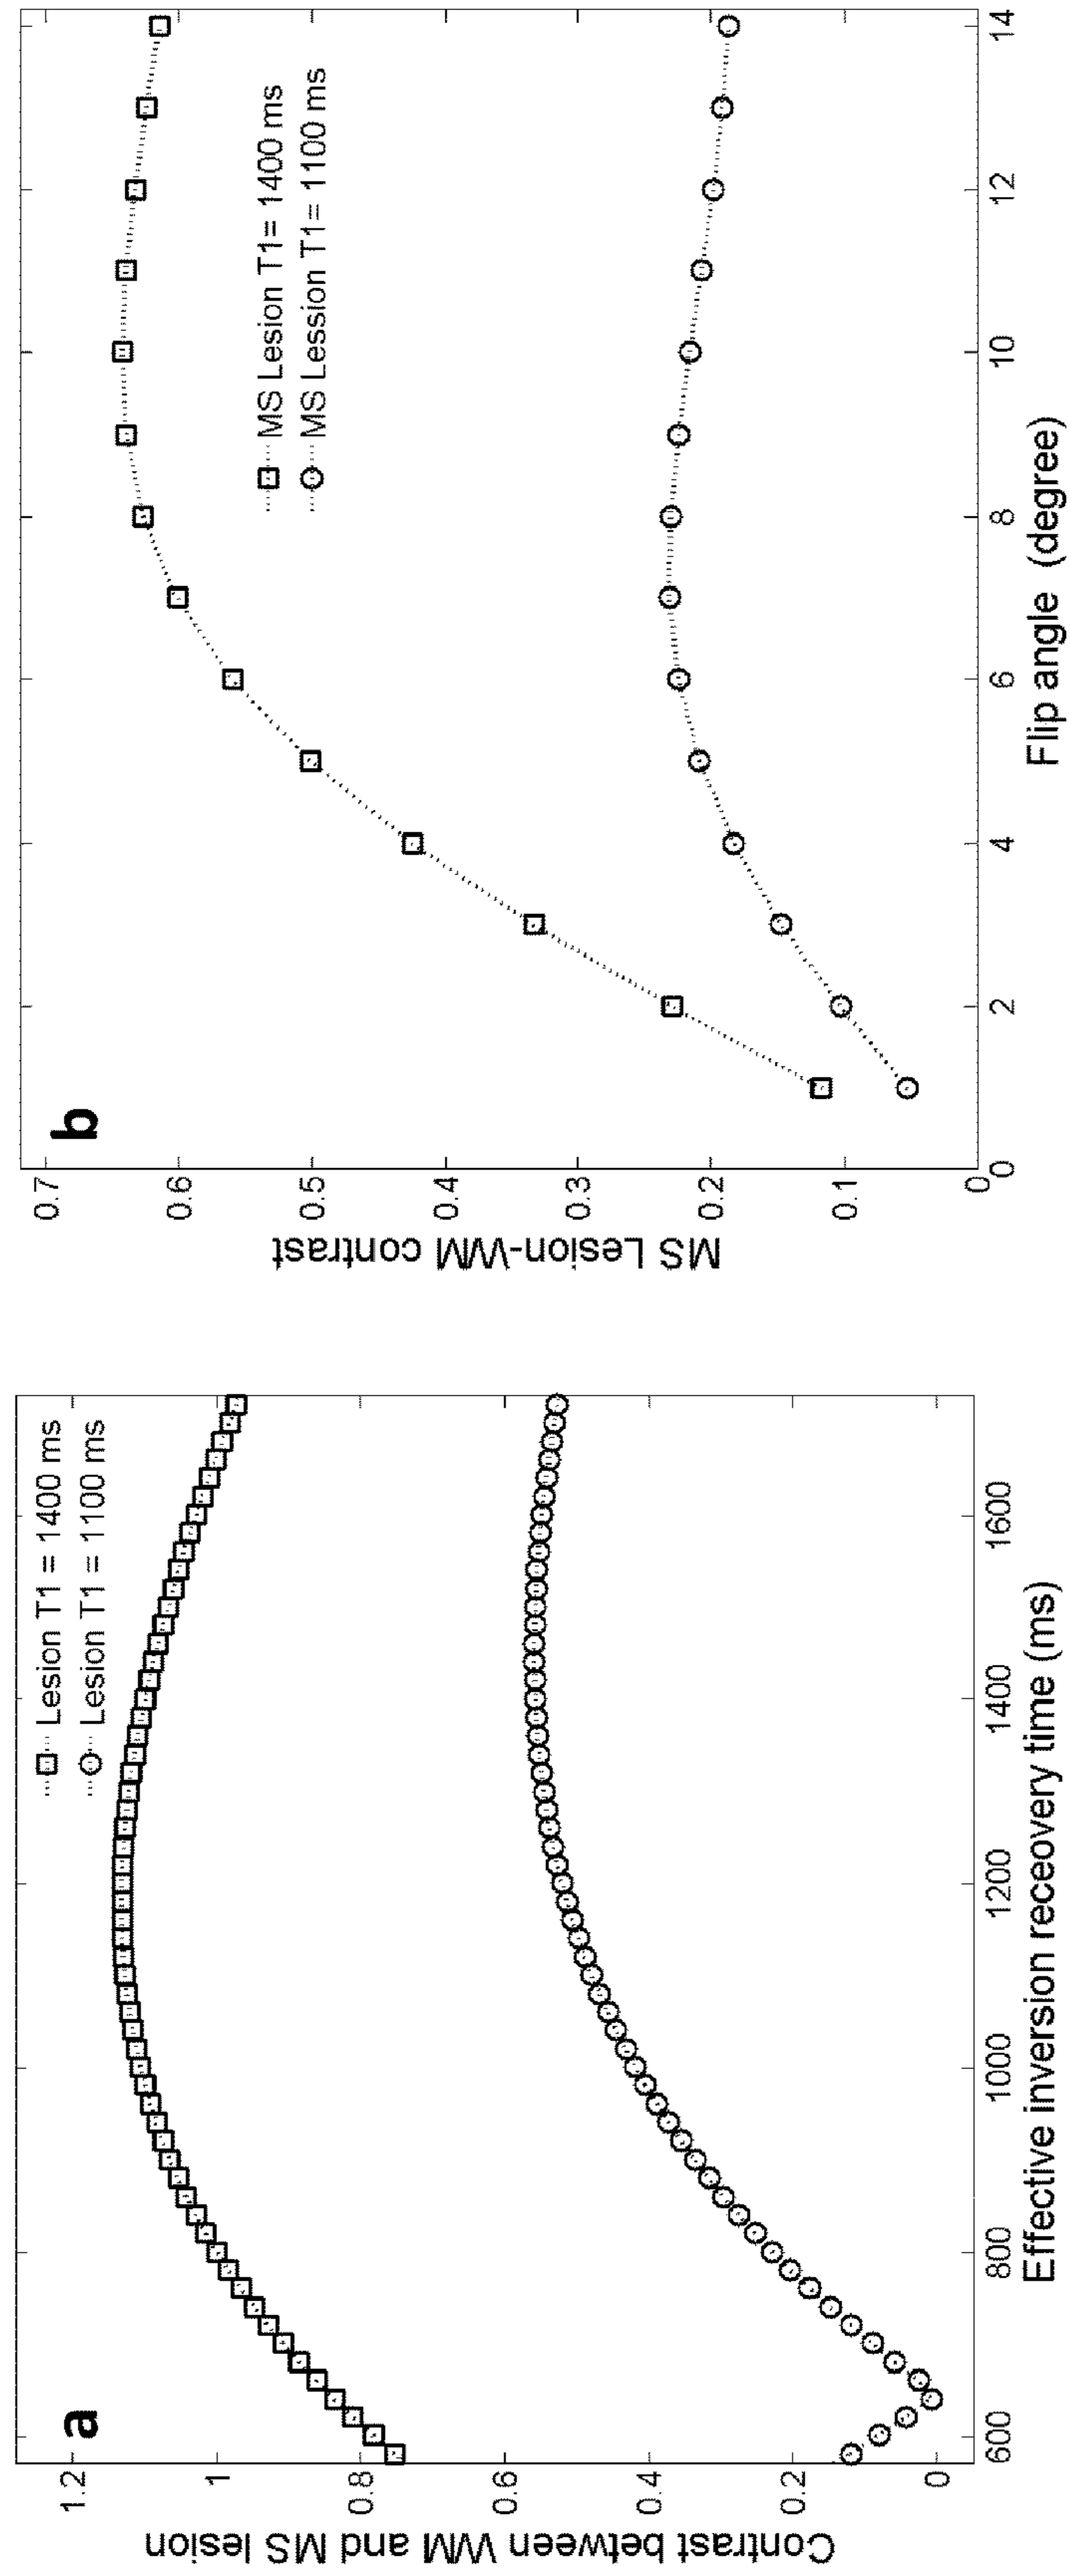 a
Contrast between WM and MS lesion
1.2
1
0.8
0.6
0.4
0.2
0
Lesion T1 = 1400 ms
Lesion T1 = 1100 ms
600 800 1000 1200 1400 1600
Effective inversion receovery time (ms)
b
MS Lesion-WM contrast
0.7
0.6
0.5
0.4
0.3
0.2
0.1
0
MS Lesion T1= 1400 ms
MS Lession T1= 1100 ms
0 2 4 6 8 10 12 14
Flip angle (degree)